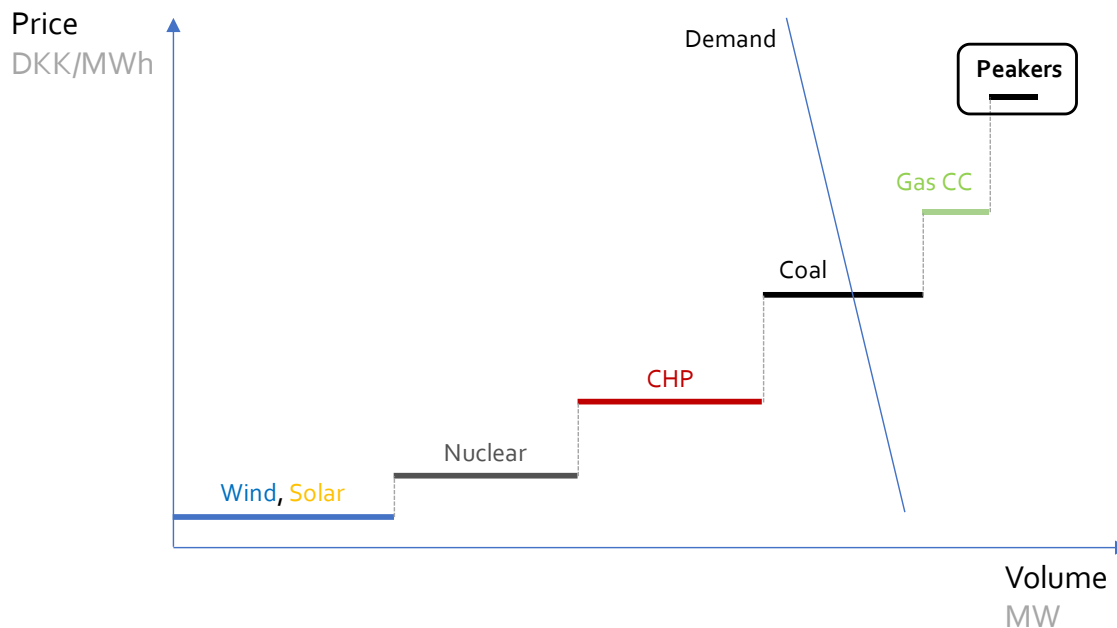 Price
DKK/MWh
Demand
Peakers
Gas CC
Coal
CHP
Nuclear
Wind, Solar
Volume
MW